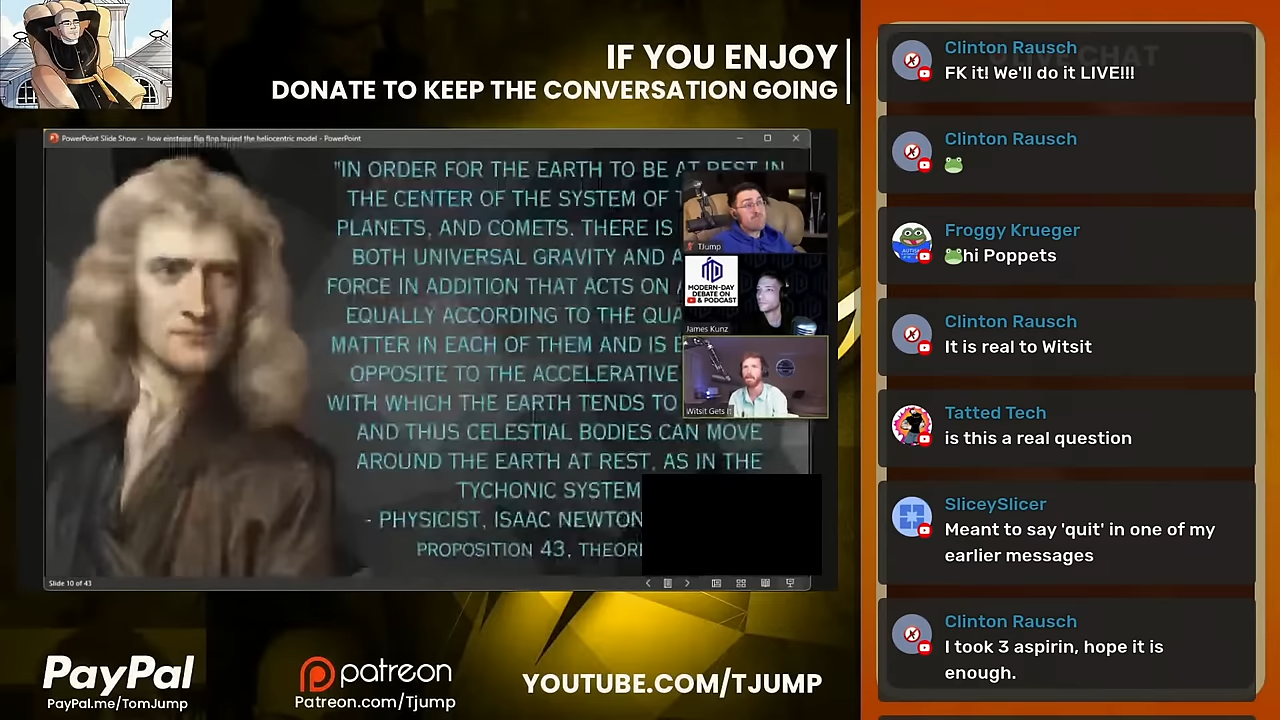 IF YOU ENJOY
DONATE TO KEEP THE CONVERSATION GOING
PowerPoint Slide Show - how einsteins flip flop buried the heliocentric model - PowerPoint
"IN ORDER FOR THE EARTH TO BE AT REST IN
THE CENTER OF THE SYSTEM OF
PLANETS, AND COMETS, THERE IS
BOTH UNIVERSAL GRAVITY AND
FORCE IN ADDITION THAT ACTS ON
EQUALLY ACCORDING TO THE
MATTER IN EACH OF THEM AND IS
OPPOSITE TO THE ACCELERATIVE
WITH WHICH THE EARTH TENDS TO
AND THUS CELESTIAL BODIES CAN MOVE
AROUND THE EARTH AT REST, AS IN THE
TYCHONIC SYSTEM
- PHYSICIST, ISAAC NEWTON
PROPOSITION 43,
Slide 10 of 43
TJump
MODERN-DAY
DEBATE ON
& PODCAST
James Kunz
Witsit Gets It
PayPal
PayPal.me/TomJump
patreon
Patreon.com/Tjump
YOUTUBE.COM/TJUMP
Clinton Rausch
FK it! We'll do it LIVE!!!
Clinton Rausch
🐸
Froggy Krueger
🐸hi Poppets
Clinton Rausch
It is real to Witsit
Tatted Tech
is this a real question
SliceySlicer
Meant to say 'quit' in one of my
earlier messages
Clinton Rausch
I took 3 aspirin, hope it is
enough.